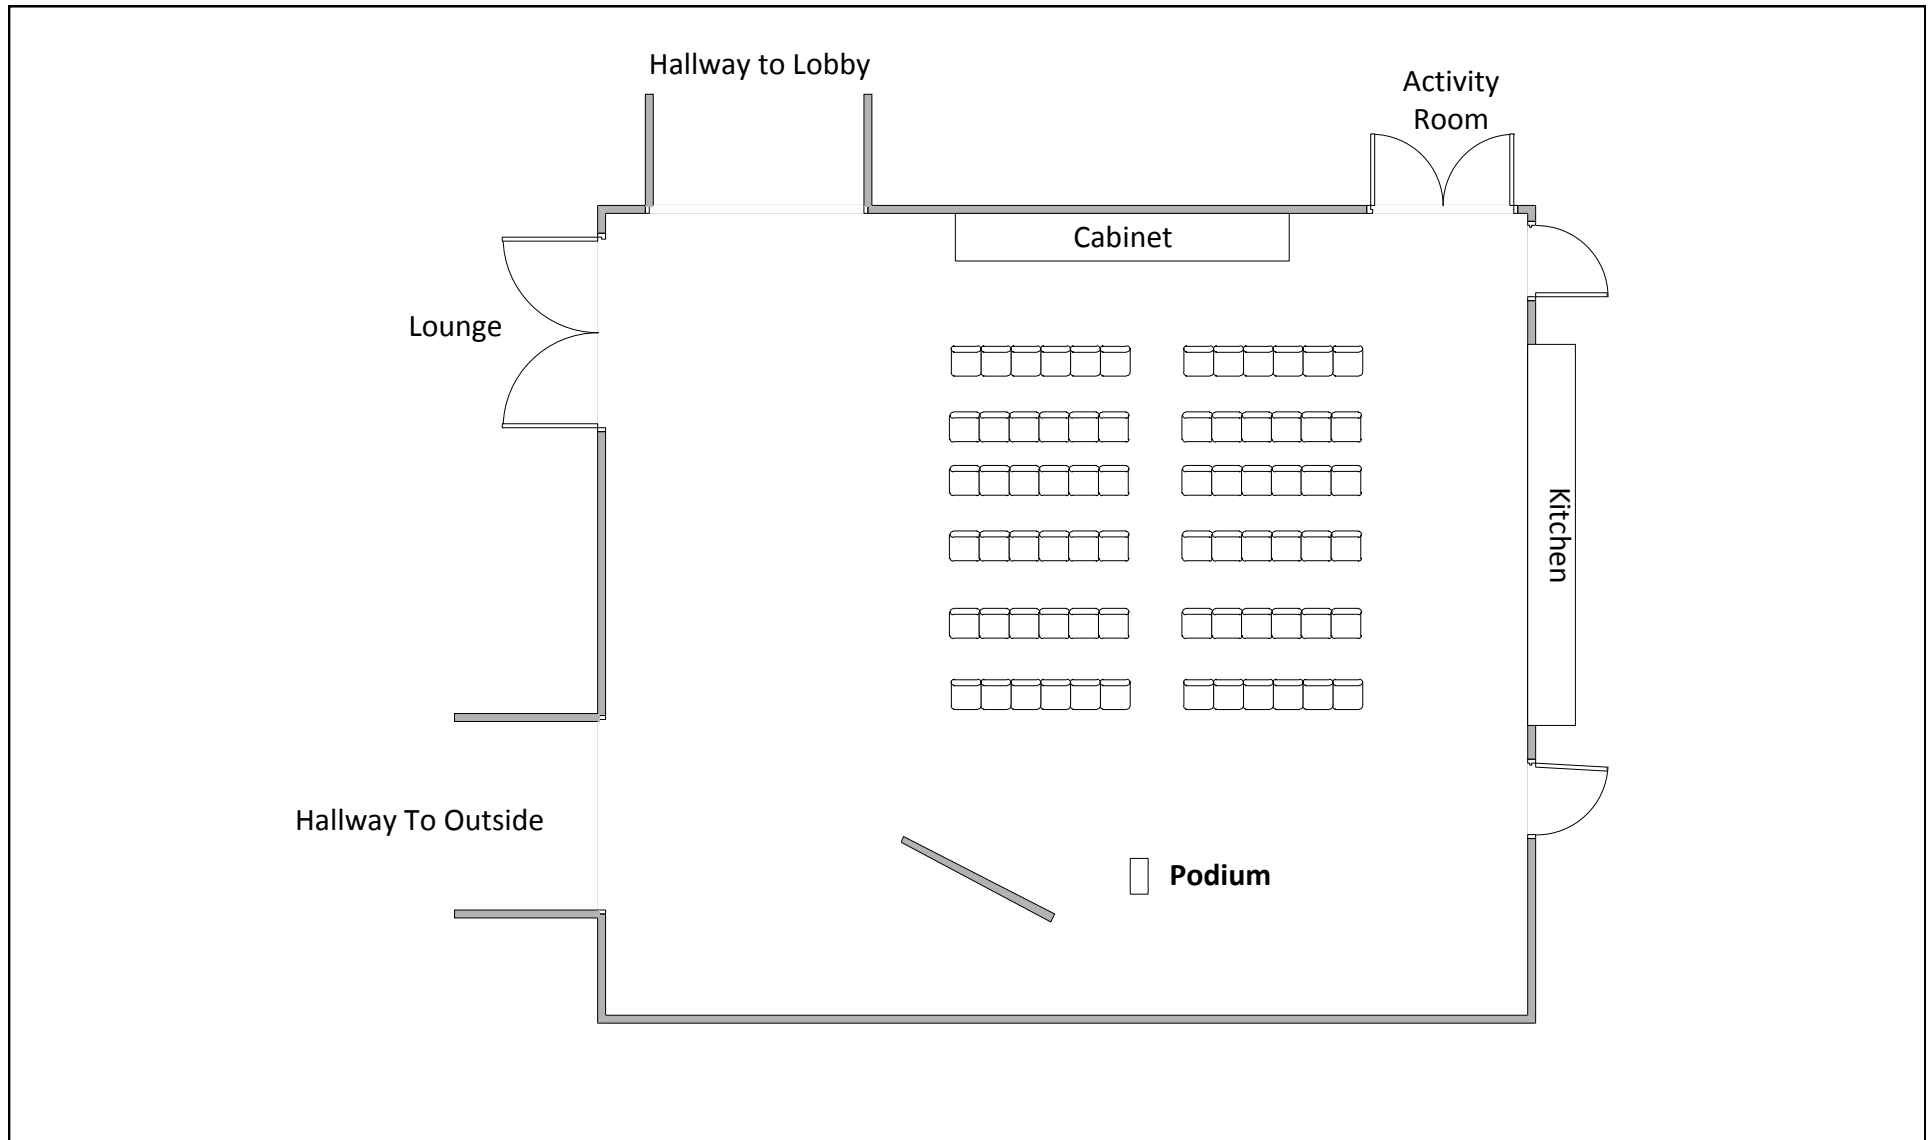 Hallway to Lobby
Activity
Room
Cabinet
Lounge
Kitchen
Hallway To Outside
Podium